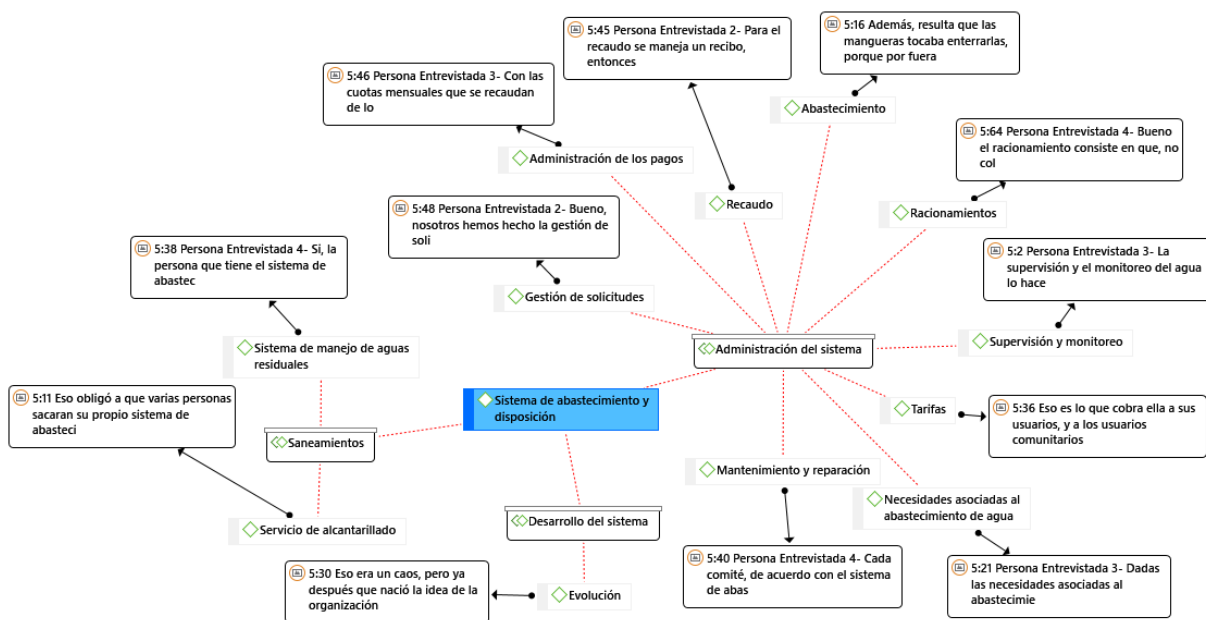 5:45 Persona Entrevistada 2- Para el
recaudo se maneja un recibo,
entonces
5:16 Además, resulta que las
mangueras tocaba enterrarlas,
porque por fuera
5:46 Persona Entrevistada 3- Con las
cuotas mensuales que se recaudan
de lo
Abastecimiento
5:64 Persona Entrevistada 4- Bueno
el racionamiento consiste en que, no
col
Administración de los pagos
5:48 Persona Entrevistada 2- Bueno,
nosotros hemos hecho la gestión de
soli
Recaudo
Racionamientos
5:38 Persona Entrevistada 4- Si, la
persona que tiene el sistema de
abastec
5:2 Persona Entrevistada 3- La
supervisión y el monitoreo del agua
lo hace
Gestión de solicitudes
Sistema de manejo de aguas
residuales
Administración del sistema
Supervisión y monitoreo
5:11 Eso obligó a que varias personas
sacaran su propio sistema de
abasteci
Sistema de abastecimiento y
disposición
Tarifas
5:36 Eso es lo que cobra ella a sus
usuarios, y a los usuarios
comunitarios
Saneamientos
Mantenimiento y reparación
Necesidades asociadas al
abastecimiento de agua
Servicio de alcantarillado
Desarrollo del sistema
5:40 Persona Entrevistada 4- Cada
comité, de acuerdo con el sistema
de abas
5:30 Eso era un caos, pero ya
después que nació la idea de la
organización
Evolución
5:21 Persona Entrevistada 3- Dadas
las necesidades asociadas al
abastecimie